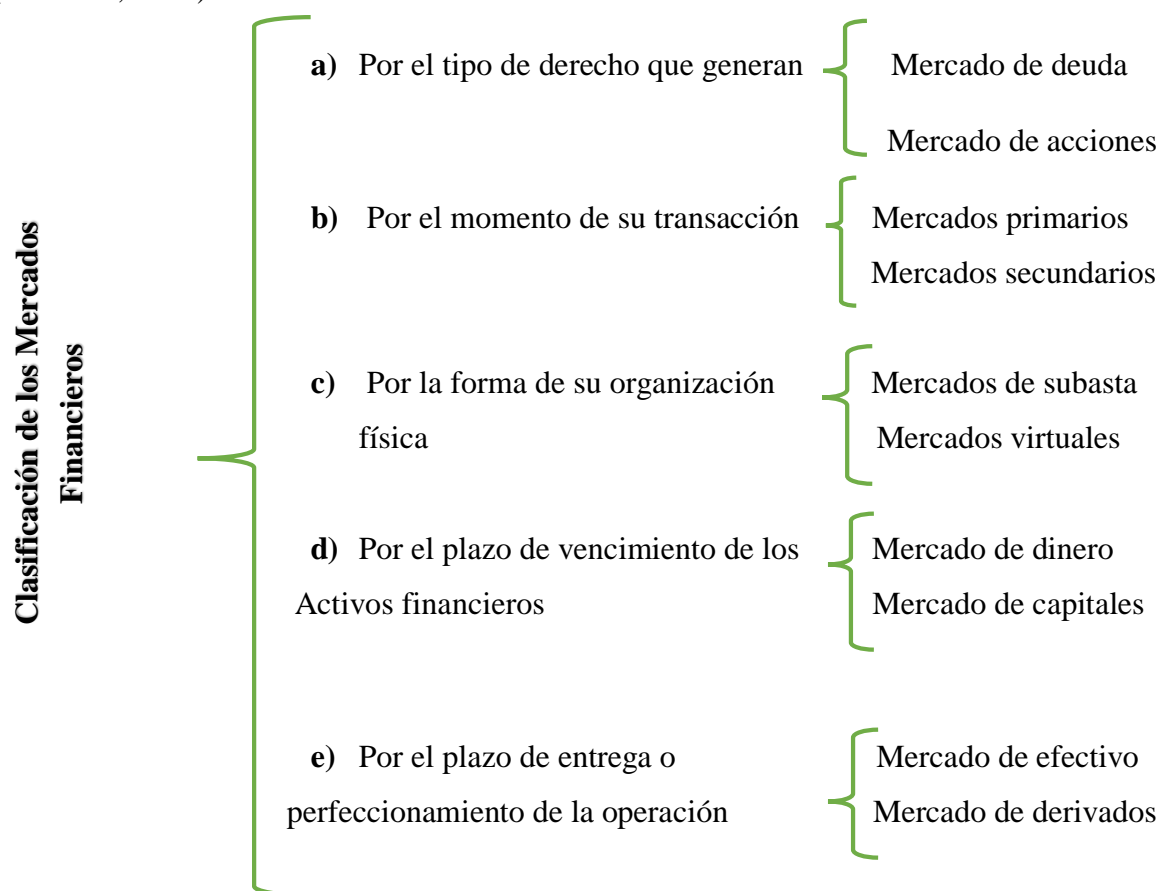 Clasificación de los Mercados
Financieros
a) Por el tipo de derecho que generan
Mercado de deuda
Mercado de acciones
b) Por el momento de su transacción
Mercados primarios
Mercados secundarios
c) Por la forma de su organización
física
Mercados de subasta
Mercados virtuales
d) Por el plazo de vencimiento de los
Activos financieros
Mercado de dinero
Mercado de capitales
e) Por el plazo de entrega o
perfeccionamiento de la operación
Mercado de efectivo
Mercado de derivados